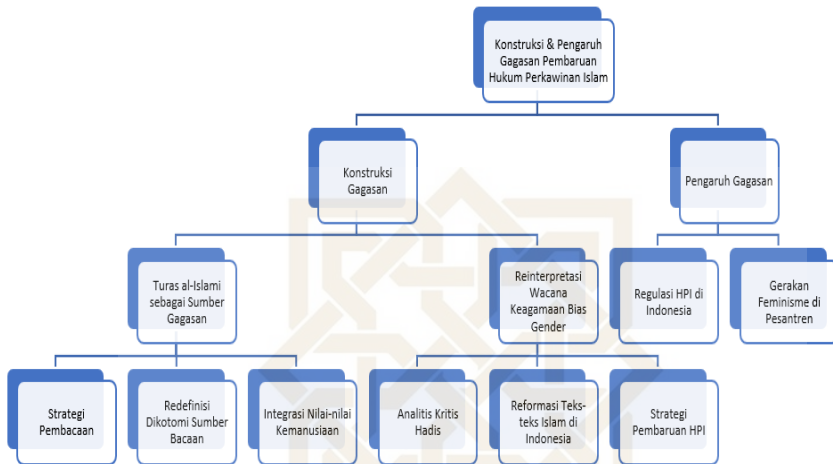 Konstruksi & Pengaruh
Gagasan Pembaruan
Hukum Perkawinan Islam
Konstruksi
Gagasan
Pengaruh Gagasan
Turas al-Islami
sebagai Sumber
Gagasan
Reinterpretasi
Wacana
Keagamaan Bias
Gender
Regulasi HPI di
Indonesia
Gerakan
Feminisme di
Pesantren
Strategi
Pembacaan
Redefinisi
Dikotomi Sumber
Bacaan
Integrasi Nilai-nilai
Kemanusiaan
Analitis Kritis
Hadis
Reformasi Teks-
teks Islam di
Indonesia
Strategi
Pembaruan HPI